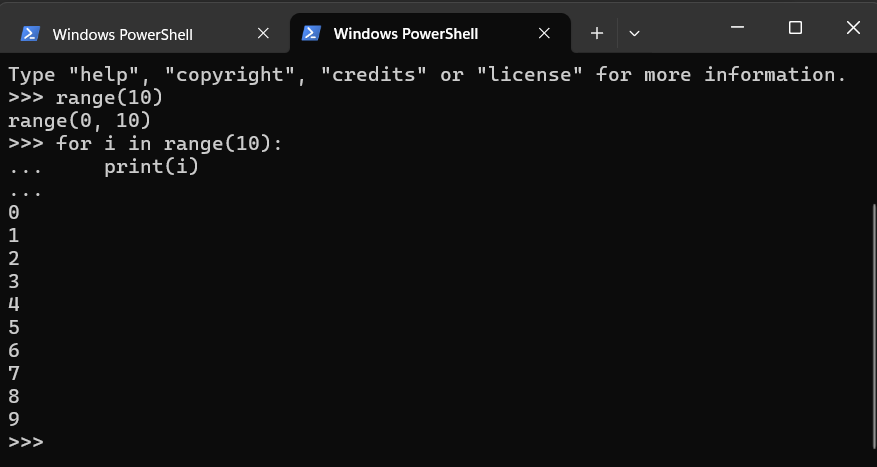 Windows PowerShell
Windows PowerShell
Type "help", "copyright", "credits" or "license" for more information.
>>> range(10)
range(0, 10)
>>> for i in range(10):
...     print(i)
...
0
1
2
3
4
5
6
7
8
9
>>>